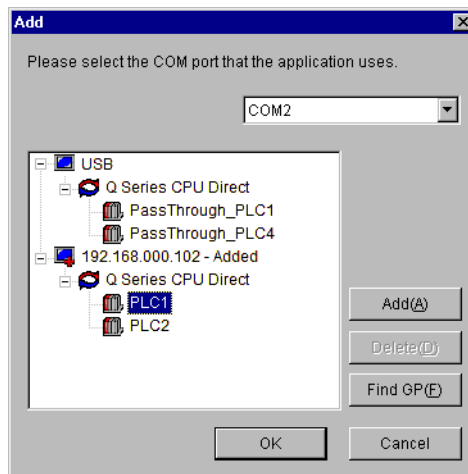 Add
Please select the COM port that the application uses.
COM2
USB
Q Series CPU Direct
PassThrough_PLC1
PassThrough_PLC4
192.168.000.102 - Added
Q Series CPU Direct
PLC1
PLC2
Add(A)
Delete(D)
Find GP(F)
OK
Cancel